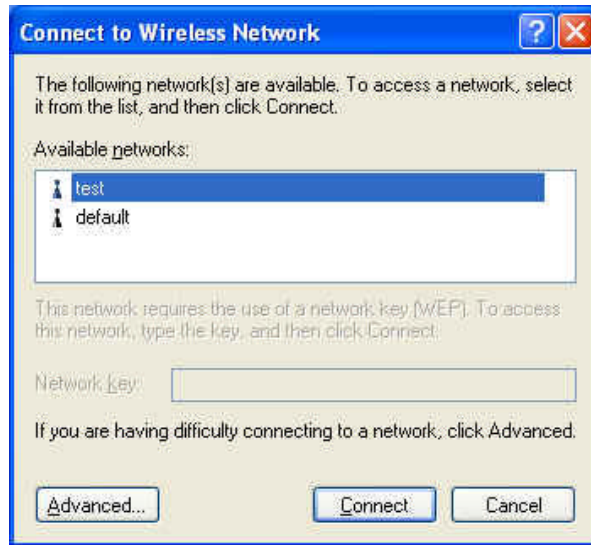 Connect to Wireless Network
The following network(s) are available. To access a network, select
it from the list, and then click Connect.
Available networks:
test
default
This network requires the use of a network key (WEP). To access
this network, type the key, and then click Connect.
Network key:
If you are having difficulty connecting to a network, click Advanced.
Advanced... Connect Cancel